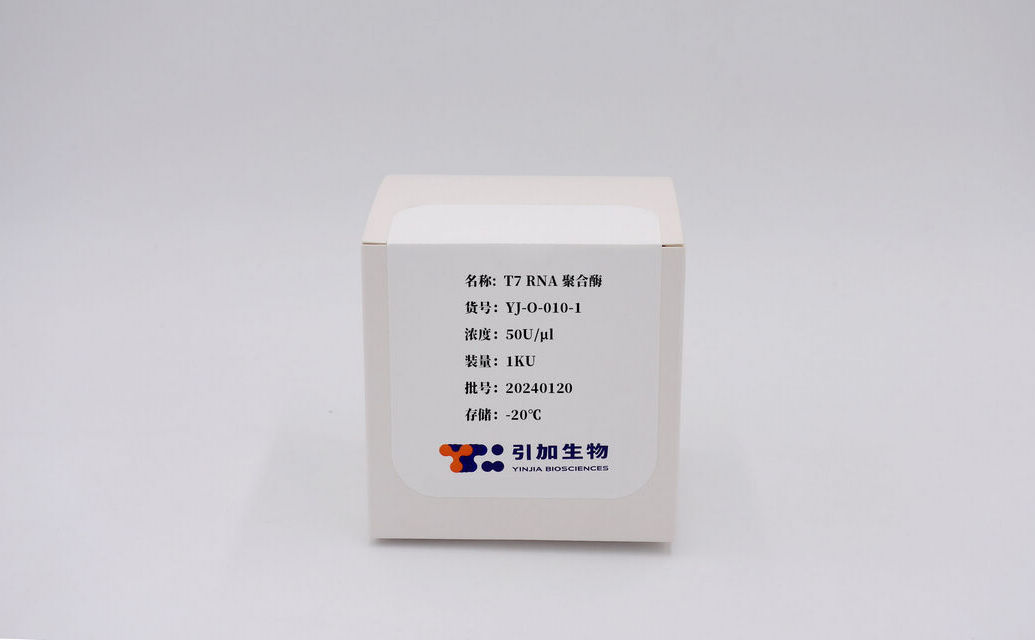 名称: T7 RNA 聚合酶
货号: YJ-O-010-1
浓度: 50U/μl
装量: 1KU
批号: 20240120
存储: -20℃
引加生物
YINJIA BIOSCIENCES